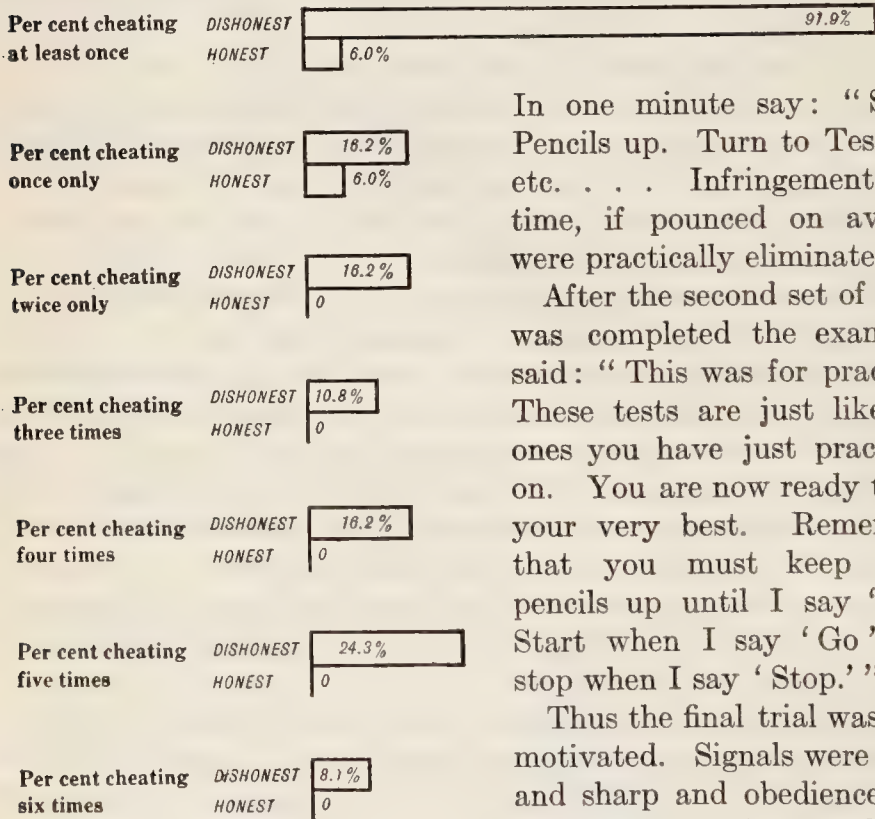 Per cent cheating DISHONEST 91.9%
at least once HONEST 6.0%
Per cent cheating DISHONEST 16.2%
once only HONEST 6.0%
Per cent cheating DISHONEST 16.2%
twice only HONEST 0
Per cent cheating DISHONEST 10.8%
three times HONEST 0
Per cent cheating DISHONEST 16.2%
four times HONEST 0
Per cent cheating DISHONEST 24.3%
five times HONEST 0
Per cent cheating DISHONEST 8.1%
six times HONEST 0
In one minute say: “S
Pencils up. Turn to Tes
etc. . . . Infringement
time, if pounced on av
were practically eliminate
After the second set of
was completed the exam
said: “This was for prac
These tests are just like
ones you have just prac
on. You are now ready t
your very best. Remem
that you must keep
pencils up until I say ‘
Start when I say ‘Go’
stop when I say ‘Stop.’”
Thus the final trial was
motivated. Signals were
and sharp and obedience